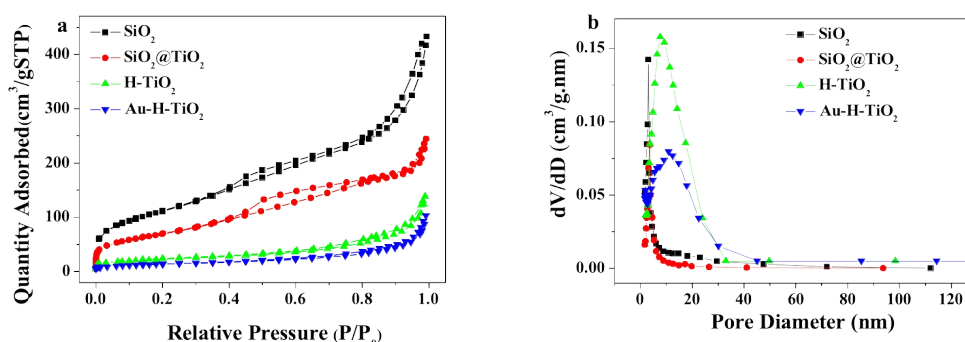 a
SiO2
SiO2@TiO2
H-TiO2
Au-H-TiO2
Quantity Adsorbed(cm3/gSTP)
400
300
200
100
0
0.0 0.2 0.4 0.6 0.8 1.0
Relative Pressure (P/P0)
b
SiO2
SiO2@TiO2
H-TiO2
Au-H-TiO2
dV/dD (cm3/g.nm)
0.15
0.10
0.05
0.00
0 20 40 60 80 100 120
Pore Diameter (nm)